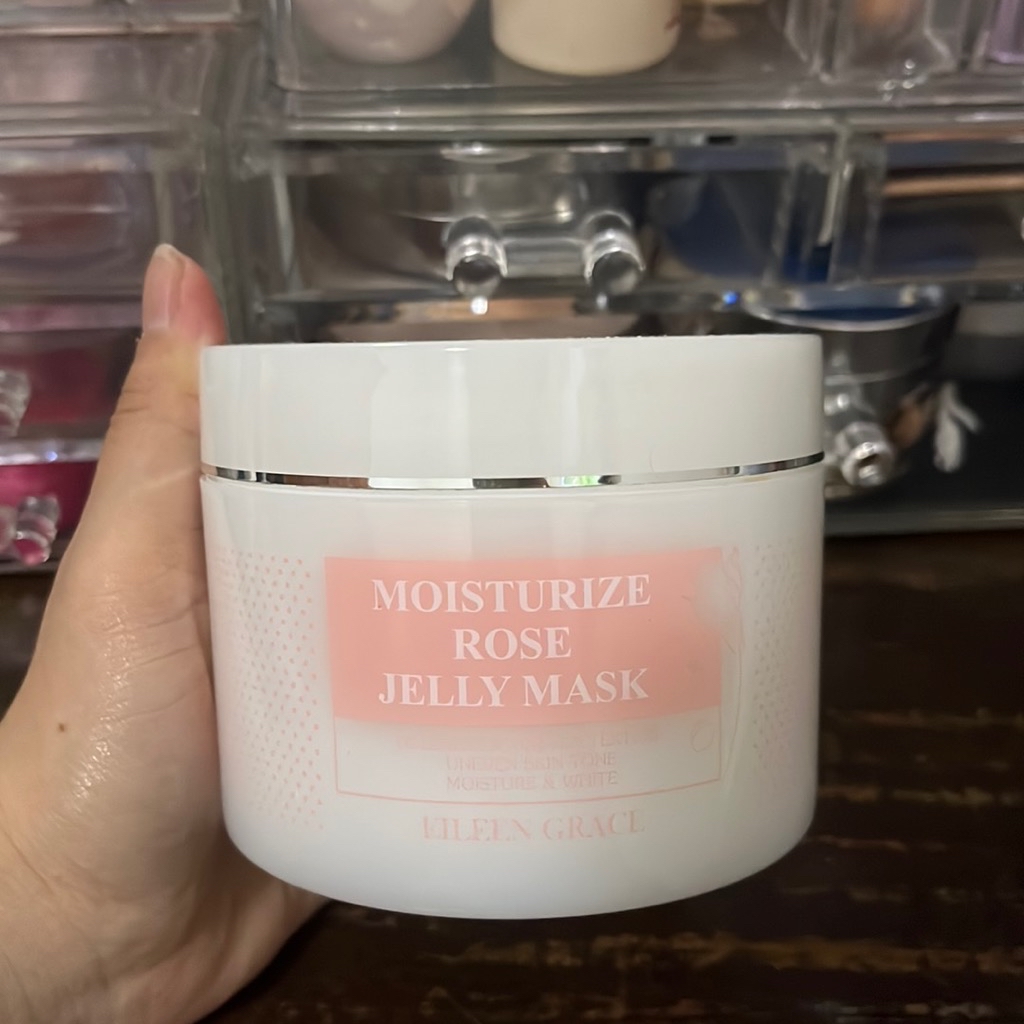 MOISTURIZE
ROSE
JELLY MASK
UNEVEN SKIN TONE
MOISTURE & WHITE
EILEEN GRACE